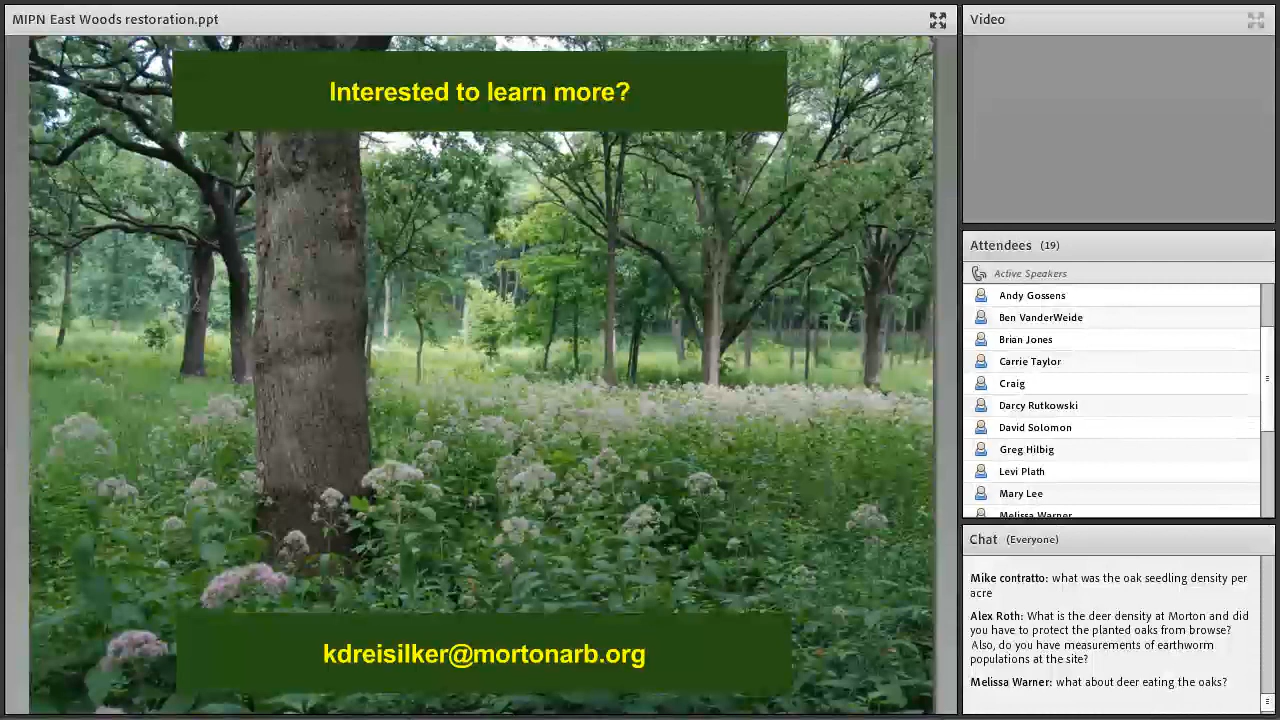 MIPN East Woods restoration.ppt
Interested to learn more?
kdreisilker@mortonarb.org
Video
Attendees (19)
Active Speakers
Andy Gossens
Ben VanderWeide
Brian Jones
Carrie Taylor
Craig
Darcy Rutkowski
David Solomon
Greg Hilbig
Levi Plath
Mary Lee
Melissa Warner
Chat (Everyone)
Mike contratto: what was the oak seedling density per
acre
Alex Roth: What is the deer density at Morton and did
you have to protect the planted oaks from browse?
Also, do you have measurements of earthworm
populations at the site?
Melissa Warner: what about deer eating the oaks?